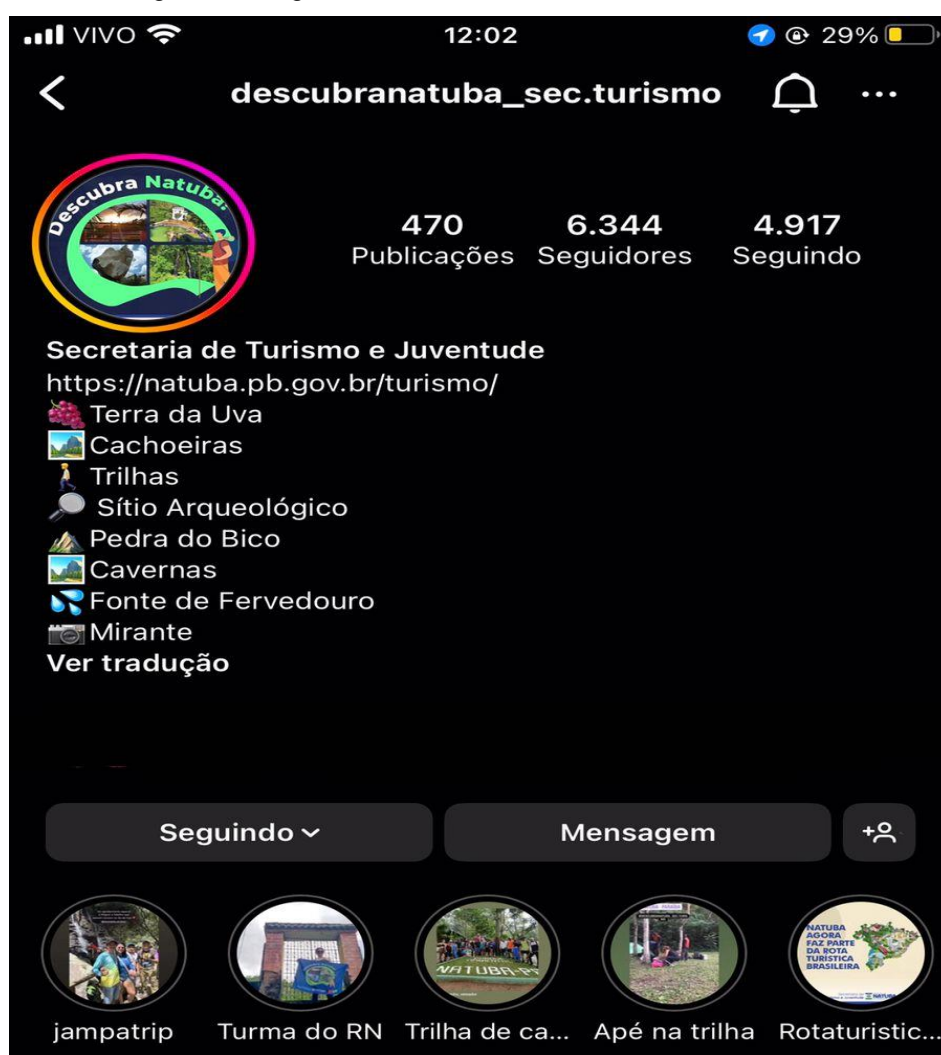 VIVO 12:02 29%
descubranatuba_sec.turismo ...
Descubra Natuba!
470 6.344 4.917
Publicações Seguidores Seguindo
Secretaria de Turismo e Juventude
https://natuba.pb.gov.br/turismo/
Terra da Uva
Cachoeiras
Trilhas
Sítio Arqueológico
Pedra do Bico
Cavernas
Fonte de Fervedouro
Mirante
Ver tradução
Seguindo Mensagem
NATUBA
AGORA
FAZ PARTE
DA ROTA
TURÍSTICA
BRASILEIRA
NATUBA-P
jampatrip Turma do RN Trilha de ca... Apé na trilha Rotaturistic...